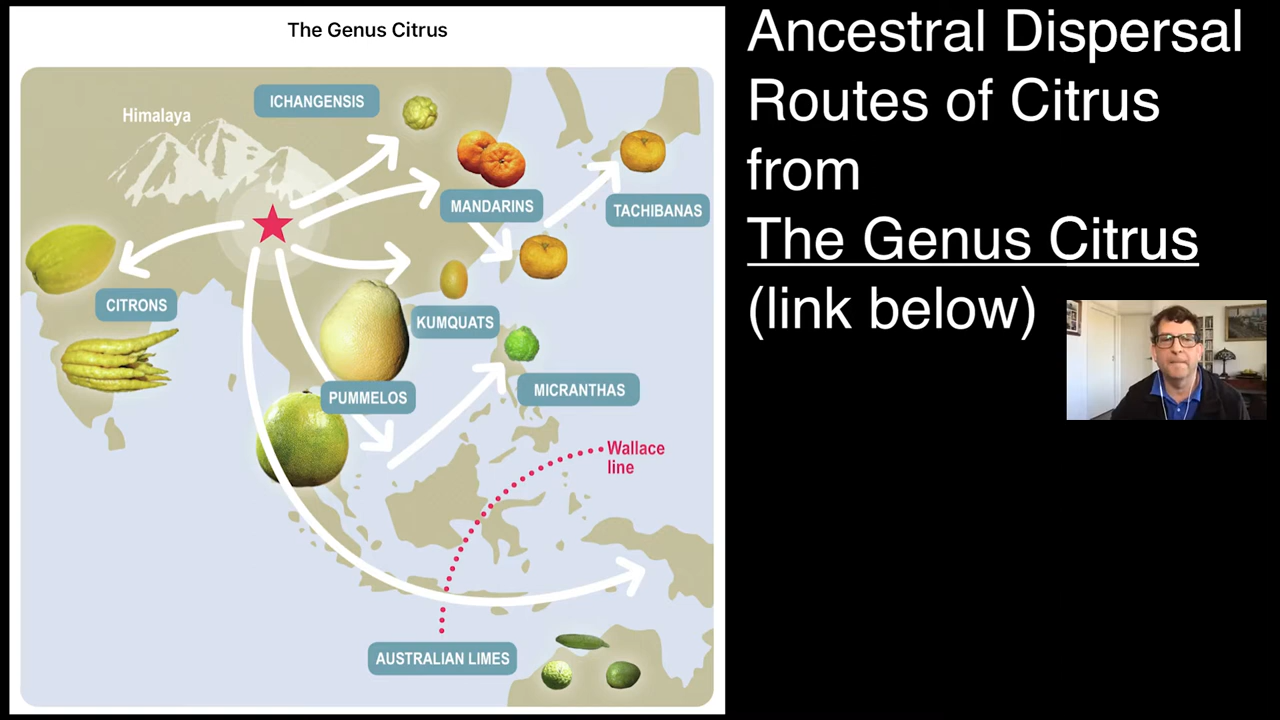 The Genus Citrus
Himalaya
ICHANGENSIS
MANDARINS
TACHIBANAS
CITRONS
KUMQUATS
PUMMELOS
MICRANTHAS
Wallace
line
AUSTRALIAN LIMES
Ancestral Dispersal
Routes of Citrus
from
The Genus Citrus
(link below)